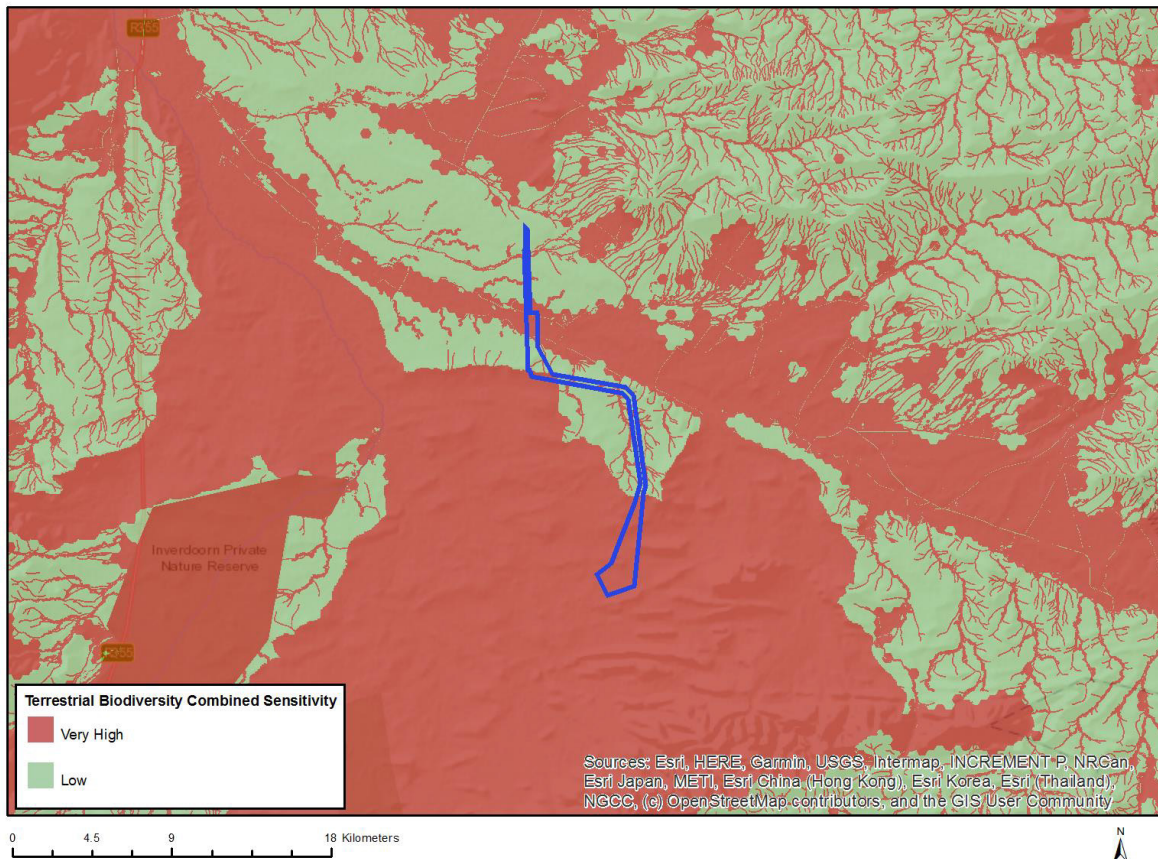 R355
Inverdoorn Private
Nature Reserve
R355
Terrestrial Biodiversity Combined Sensitivity
Very High
Low
Sources: Esri, HERE, Garmin, USGS, Intermap, INCREMENT P, NRCan,
Esri Japan, METI, Esri China (Hong Kong), Esri Korea, Esri (Thailand),
NGCC, (c) OpenStreetMap contributors, and the GIS User Community
0 4.5 9 18 Kilometers
N